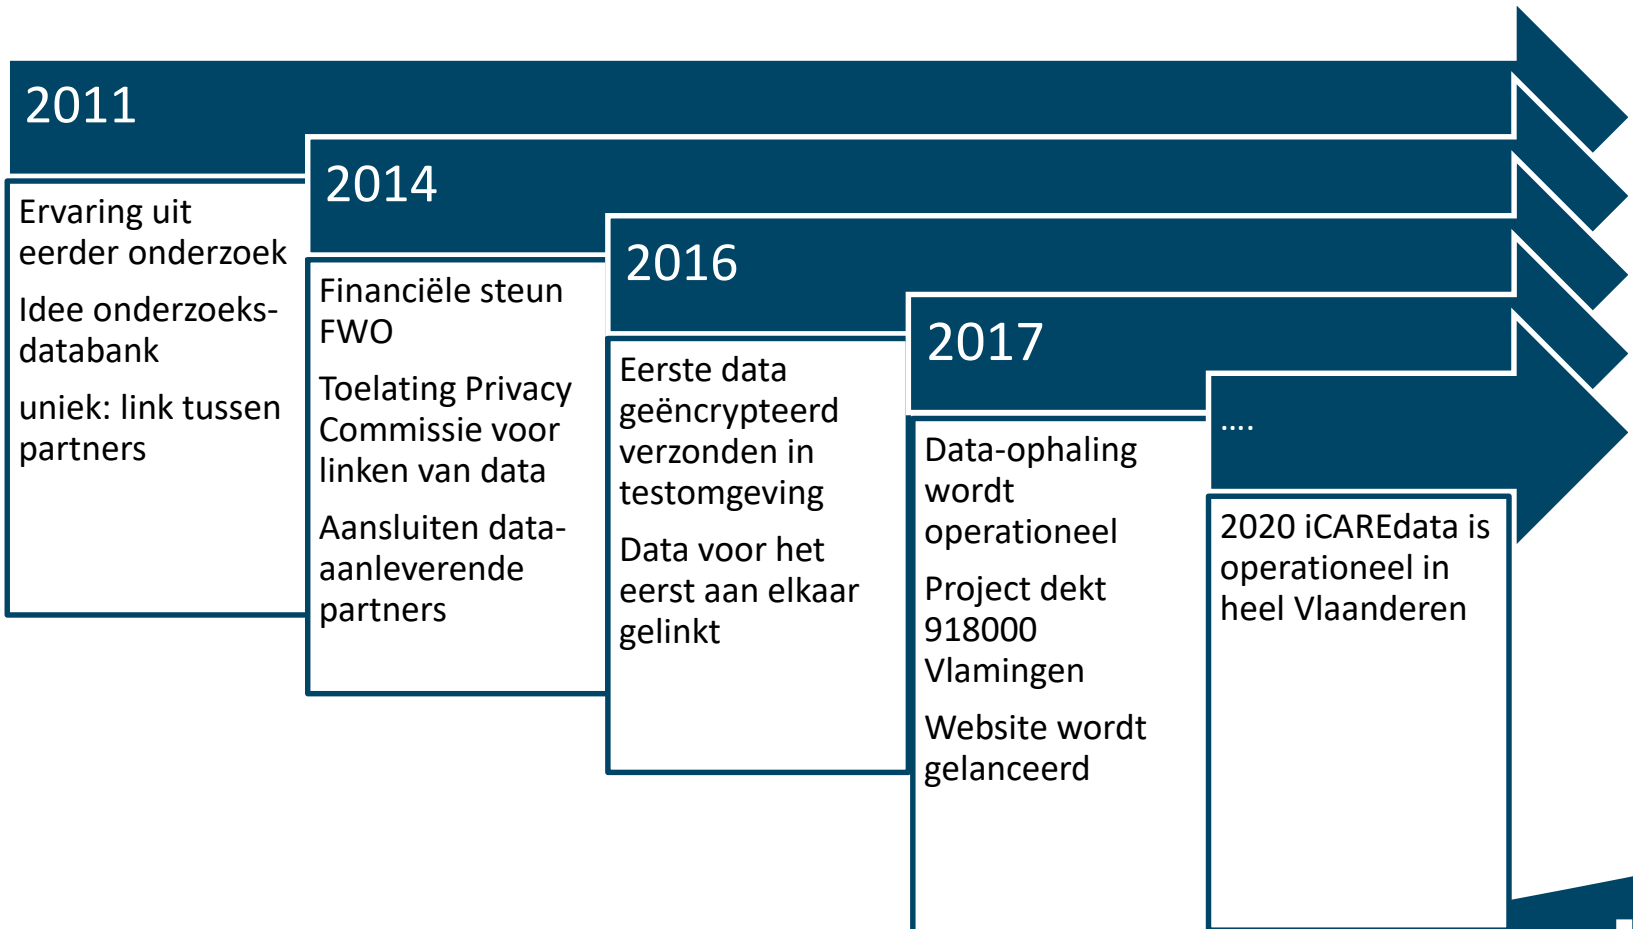 2011
Ervaring uit
eerder onderzoek
Idee onderzoeks-
databank
uniek: link tussen
partners
2014
Financiële steun
FWO
Toelating Privacy
Commissie voor
linken van data
Aansluiten data-
aanleverende
partners
2016
Eerste data
geëncrypteerd
verzonden in
testomgeving
Data voor het
eerst aan elkaar
gelinkt
2017
Data-ophaling
wordt
operationeel
Project dekt
918000
Vlamingen
Website wordt
gelanceerd
....
2020 iCAREdata is
operationeel in
heel Vlaanderen